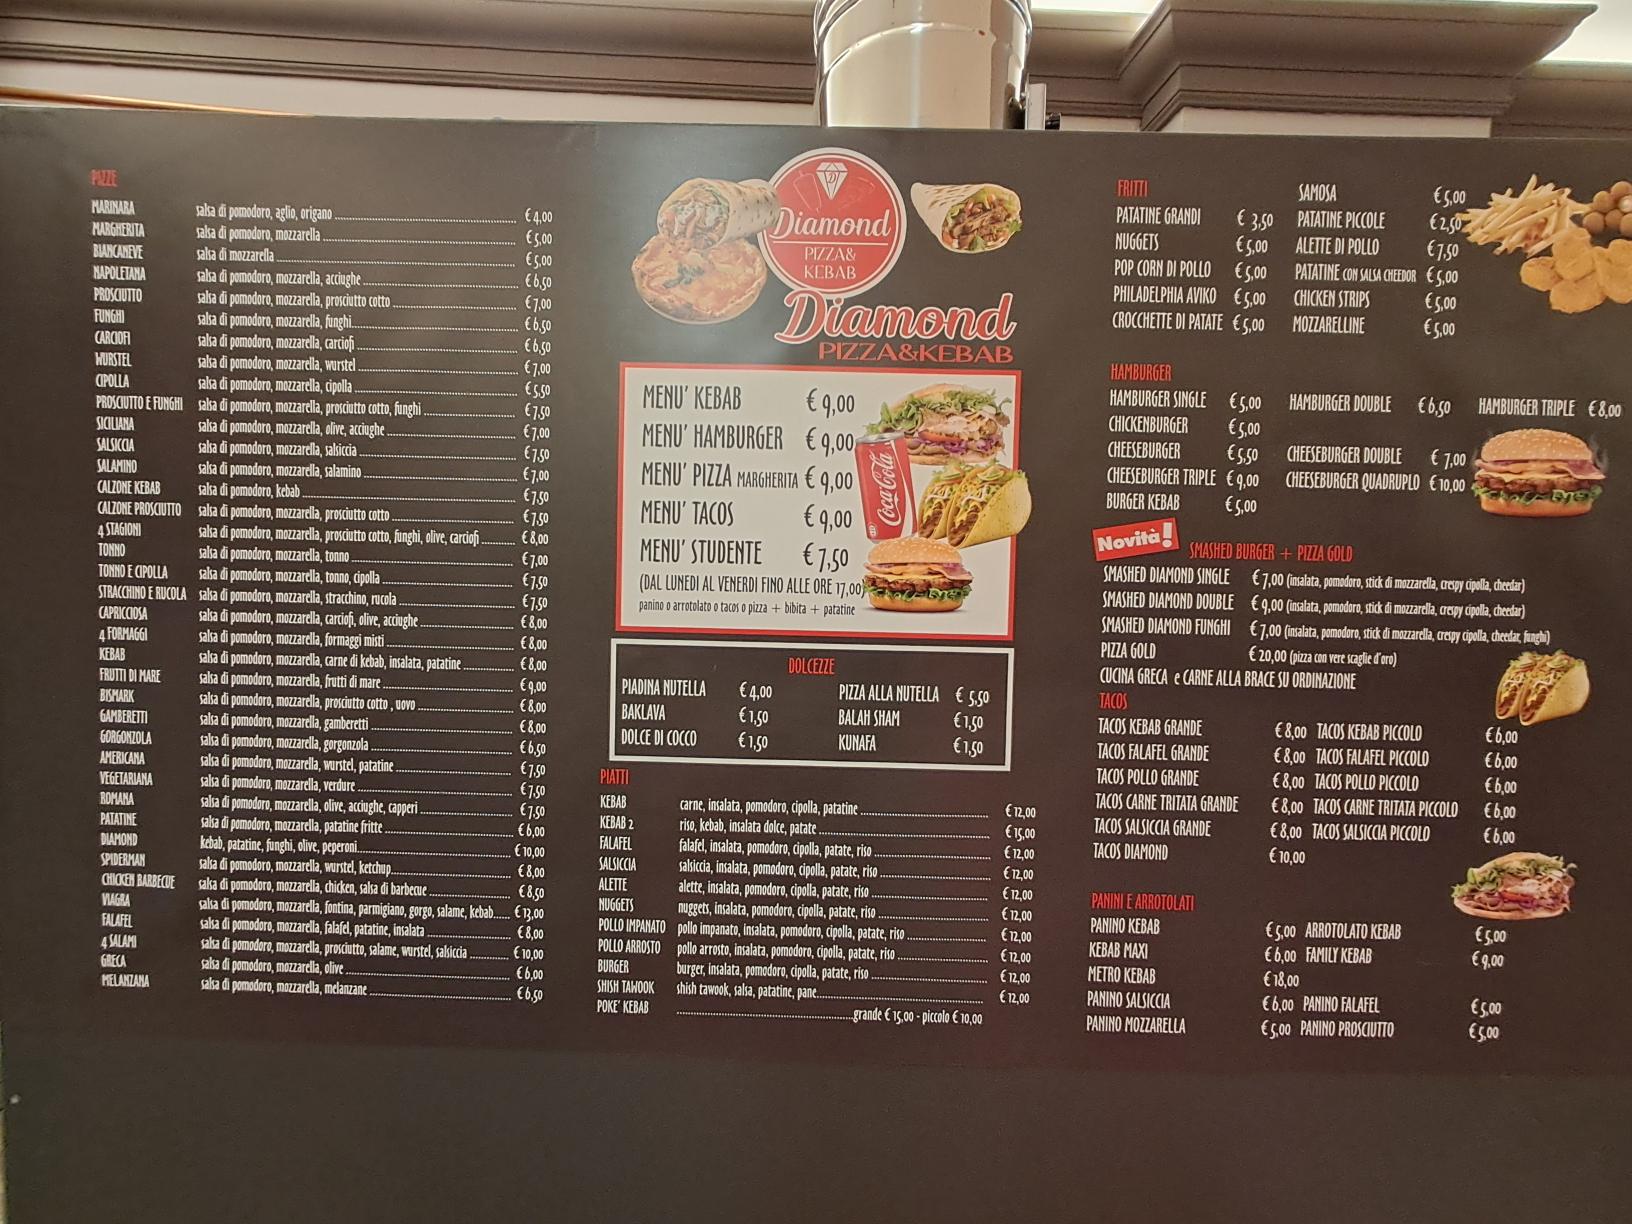 PIZZE
MARINARA salsa di pomodoro, aglio, origano € 4,00
MARGHERITA salsa di pomodoro, mozzarella € 5,00
BIANCANEVE salsa di mozzarella € 5,00
NAPOLETANA salsa di pomodoro, mozzarella, acciughe € 6,50
PROSCIUTTO salsa di pomodoro, mozzarella, prosciutto cotto € 7,00
FUNGHI salsa di pomodoro, mozzarella, funghi € 6,50
CARCIOFI salsa di pomodoro, mozzarella, carciofi € 6,50
WURSTEL salsa di pomodoro, mozzarella, wurstel € 7,00
CIPOLLA salsa di pomodoro, mozzarella, cipolla € 5,50
PROSCIUTTO E FUNGHI salsa di pomodoro, mozzarella, prosciutto cotto, funghi € 7,50
SICILIANA salsa di pomodoro, mozzarella, olive, acciughe € 7,00
SALSICCIA salsa di pomodoro, mozzarella, salsiccia € 7,50
SALAMINO salsa di pomodoro, mozzarella, salamino € 7,00
CALZONE KEBAB salsa di pomodoro, kebab € 7,50
CALZONE PROSCIUTTO salsa di pomodoro, mozzarella, prosciutto cotto € 7,50
4 STAGIONI salsa di pomodoro, mozzarella, prosciutto cotto, funghi, olive, carciofi € 8,00
TONNO salsa di pomodoro, mozzarella, tonno € 7,00
TONNO E CIPOLLA salsa di pomodoro, mozzarella, tonno, cipolla € 7,50
STRACCHINO E RUCOLA salsa di pomodoro, mozzarella, stracchino, rucola € 7,50
CAPRICCIOSA salsa di pomodoro, mozzarella, carciofi, olive, acciughe € 8,00
4 FORMAGGI salsa di pomodoro, mozzarella, formaggi misti € 8,00
KEBAB salsa di pomodoro, mozzarella, carne di kebab, insalata, patatine € 8,00
FRUTTI DI MARE salsa di pomodoro, mozzarella, frutti di mare € 9,00
BISMARK salsa di pomodoro, mozzarella, prosciutto cotto , uovo € 8,00
GAMBERETTI salsa di pomodoro, mozzarella, gamberetti € 8,00
GORGONZOLA salsa di pomodoro, mozzarella, gorgonzola € 6,50
AMERICANA salsa di pomodoro, mozzarella, wurstel, patatine € 7,50
VEGETARIANA salsa di pomodoro, mozzarella, verdure € 7,50
ROMANA salsa di pomodoro, mozzarella, olive, acciughe, capperi € 7,50
PATATINE salsa di pomodoro, mozzarella, patatine fritte € 6,00
DIAMOND kebab, patatine, funghi, olive, peperoni € 10,00
SPIDERMAN salsa di pomodoro, mozzarella, wurstel, ketchup € 8,00
CHICKEN BARBECUE salsa di pomodoro, mozzarella, chicken, salsa di barbecue € 8,50
VIAGRA salsa di pomodoro, mozzarella, fontina, parmigiano, gorgo, salame, kebab € 13,00
FALAFEL salsa di pomodoro, mozzarella, falafel, patatine, insalata € 8,00
4 SALAMI salsa di pomodoro, mozzarella, prosciutto, salame, wurstel, salsiccia € 10,00
GRECA salsa di pomodoro, mozzarella, olive € 6,00
MELANZANA salsa di pomodoro, mozzarella, melanzane € 6,50
Diamond
PIZZA&
KEBAB
Diamond
PIZZA&KEBAB
MENU' KEBAB € 9,00
MENU' HAMBURGER € 9,00
MENU' PIZZA MARGHERITA € 9,00
MENU' TACOS € 9,00
MENU' STUDENTE € 7,50
(DAL LUNEDI AL VENERDI FINO ALLE ORE 17,00)
panino o arrotolato o tacos o pizza + bibita + patatine
Coca-Cola
DOLCEZZE
PIADINA NUTELLA € 4,00 PIZZA ALLA NUTELLA € 5,50
BAKLAVA € 1,50 BALAH SHAM € 1,50
DOLCE DI COCCO € 1,50 KUNAFA € 1,50
PIATTI
KEBAB carne, insalata, pomodoro, cipolla, patatine € 12,00
KEBAB 2 riso, kebab, insalata dolce, patate € 15,00
FALAFEL falafel, insalata, pomodoro, cipolla, patate, riso € 12,00
SALSICCIA salsiccia, insalata, pomodoro, cipolla, patate, riso € 12,00
ALETTE alette, insalata, pomodoro, cipolla, patate, riso € 12,00
NUGGETS nuggets, insalata, pomodoro, cipolla, patate, riso € 12,00
POLLO IMPANATO pollo impanato, insalata, pomodoro, cipolla, patate, riso € 12,00
POLLO ARROSTO pollo arrosto, insalata, pomodoro, cipolla, patate, riso € 12,00
BURGER burger, insalata, pomodoro, cipolla, patate, riso € 12,00
SHISH TAWOOK shish tawook, salsa, patatine, pane € 12,00
POKE' KEBAB grande € 15,00 - piccolo € 10,00
FRITTI SAMOSA € 5,00
PATATINE GRANDI € 3,50 PATATINE PICCOLE € 2,50
NUGGETS € 5,00 ALETTE DI POLLO € 7,50
POP CORN DI POLLO € 5,00 PATATINE CON SALSA CHEEDOR € 5,00
PHILADELPHIA AVIKO € 5,00 CHICKEN STRIPS € 5,00
CROCCHETTE DI PATATE € 5,00 MOZZARELLINE € 5,00
HAMBURGER
HAMBURGER SINGLE € 5,00 HAMBURGER DOUBLE € 6,50 HAMBURGER TRIPLE € 8,00
CHICKENBURGER € 5,00
CHEESEBURGER € 5,50 CHEESEBURGER DOUBLE € 7,00
CHEESEBURGER TRIPLE € 9,00 CHEESEBURGER QUADRUPLO € 10,00
BURGER KEBAB € 5,00
Novità!
SMASHED BURGER + PIZZA GOLD
SMASHED DIAMOND SINGLE € 7,00 (insalata, pomodoro, stick di mozzarella, crespy cipolla, cheedar)
SMASHED DIAMOND DOUBLE € 9,00 (insalata, pomodoro, stick di mozzarella, crespy cipolla, cheedar)
SMASHED DIAMOND FUNGHI € 7,00 (insalata, pomodoro, stick di mozzarella, crespy cipolla, cheedar, funghi)
PIZZA GOLD € 20,00 (pizza con vere scaglie d'oro)
CUCINA GRECA e CARNE ALLA BRACE SU ORDINAZIONE
TACOS
TACOS KEBAB GRANDE € 8,00 TACOS KEBAB PICCOLO € 6,00
TACOS FALAFEL GRANDE € 8,00 TACOS FALAFEL PICCOLO € 6,00
TACOS POLLO GRANDE € 8,00 TACOS POLLO PICCOLO € 6,00
TACOS CARNE TRITATA GRANDE € 8,00 TACOS CARNE TRITATA PICCOLO € 6,00
TACOS SALSICCIA GRANDE € 8,00 TACOS SALSICCIA PICCOLO € 6,00
TACOS DIAMOND € 10,00
PANINI E ARROTOLATI
PANINO KEBAB € 5,00 ARROTOLATO KEBAB € 5,00
KEBAB MAXI € 6,00 FAMILY KEBAB € 9,00
METRO KEBAB € 18,00
PANINO SALSICCIA € 6,00 PANINO FALAFEL € 5,00
PANINO MOZZARELLA € 5,00 PANINO PROSCIUTTO € 5,00